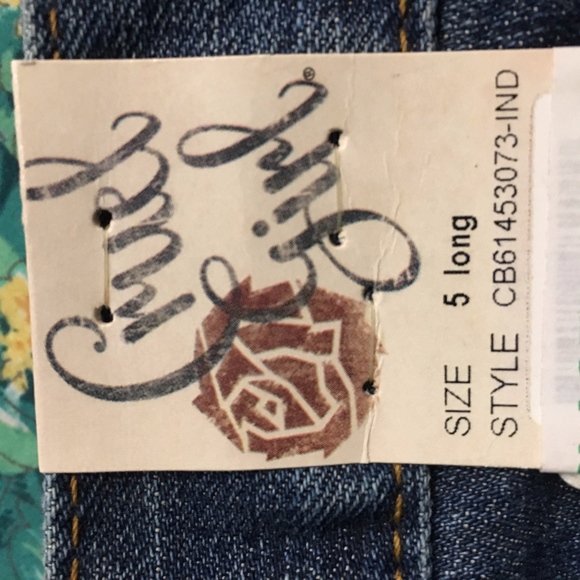 Cruel
Girl®
SIZE 5 long
STYLE CB61453073-IND